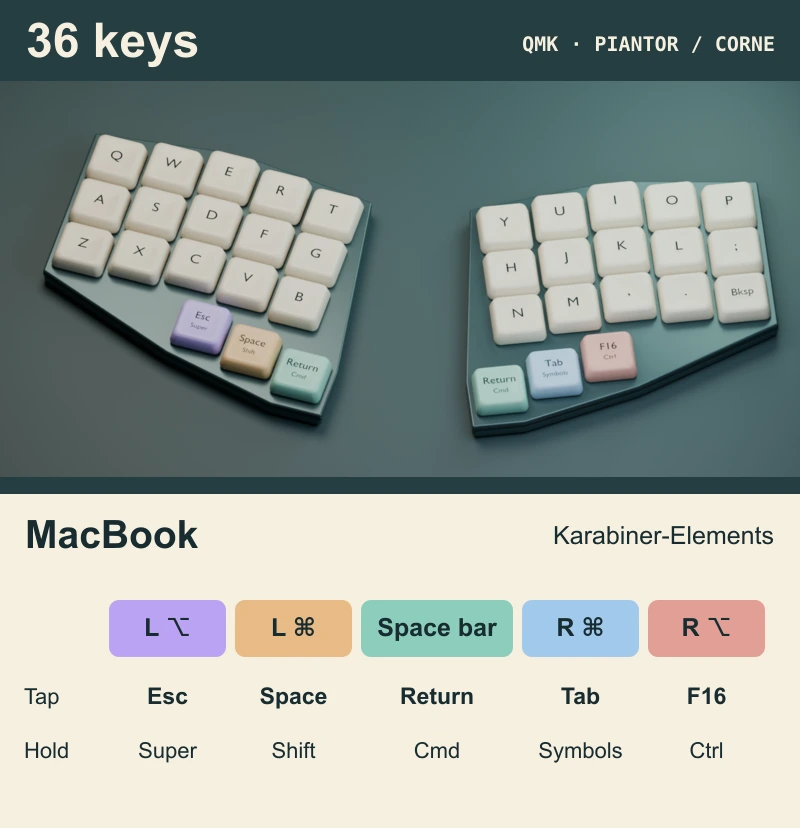 36 keys
QMK · PIANTOR / CORNE
Q W E R T
A S D F G
Z X C V B
Esc Super
Space Shift
Return Cmd
Y U I O P
H J K L ;
N M , . Bksp
Return Cmd
Tab Symbols
F16 Ctrl
MacBook
Karabiner-Elements
L ⌥ L ⌘ Space bar R ⌘ R ⌥
Tap Esc Space Return Tab F16
Hold Super Shift Cmd Symbols Ctrl